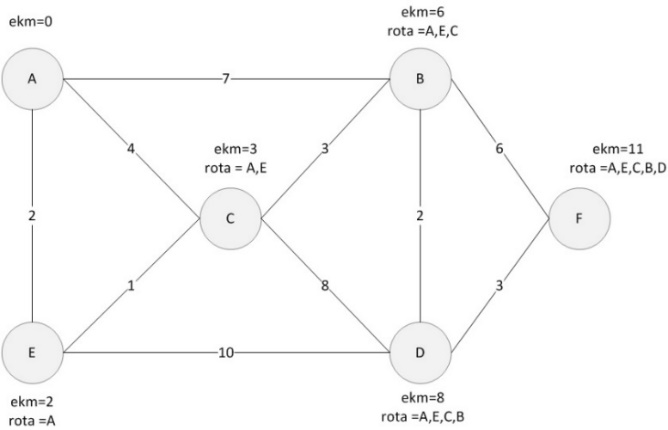 ekm=0
ekm=6
rota =A,E,C
A
7
B
4
ekm=3
rota = A,E
3
6
ekm=11
rota =A,E,C,B,D
2
C
2
F
1
8
3
E
10
D
ekm=2
rota =A
ekm=8
rota =A,E,C,B